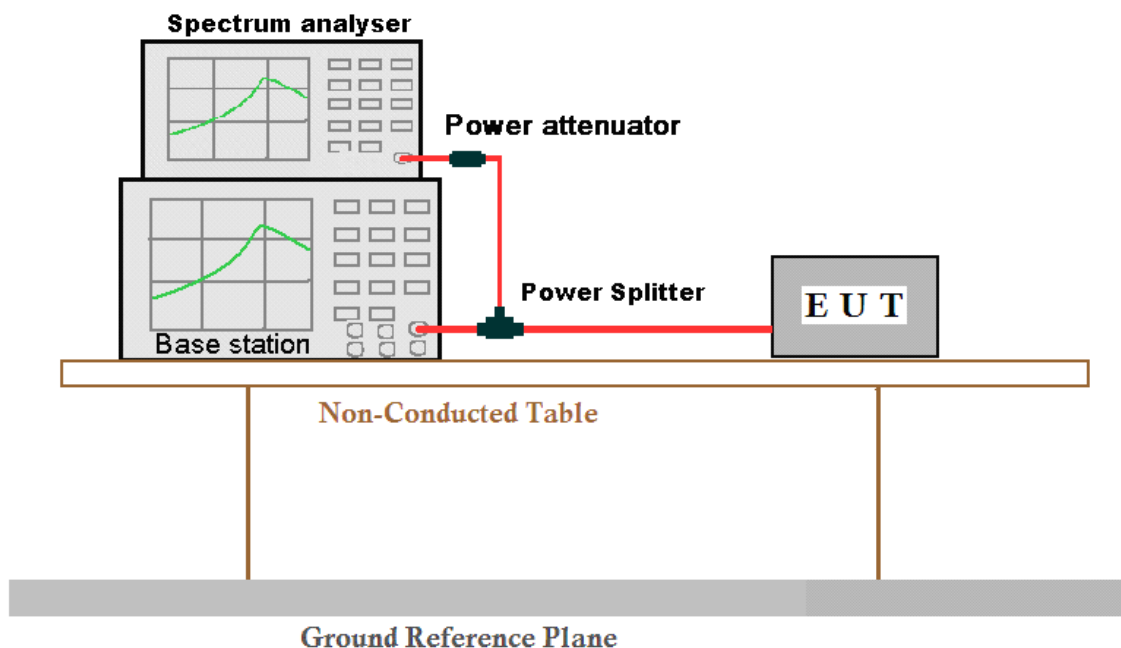 Spectrum analyser
Power attenuator
Power Splitter
E U T
Base station
Non-Conducted Table
Ground Reference Plane